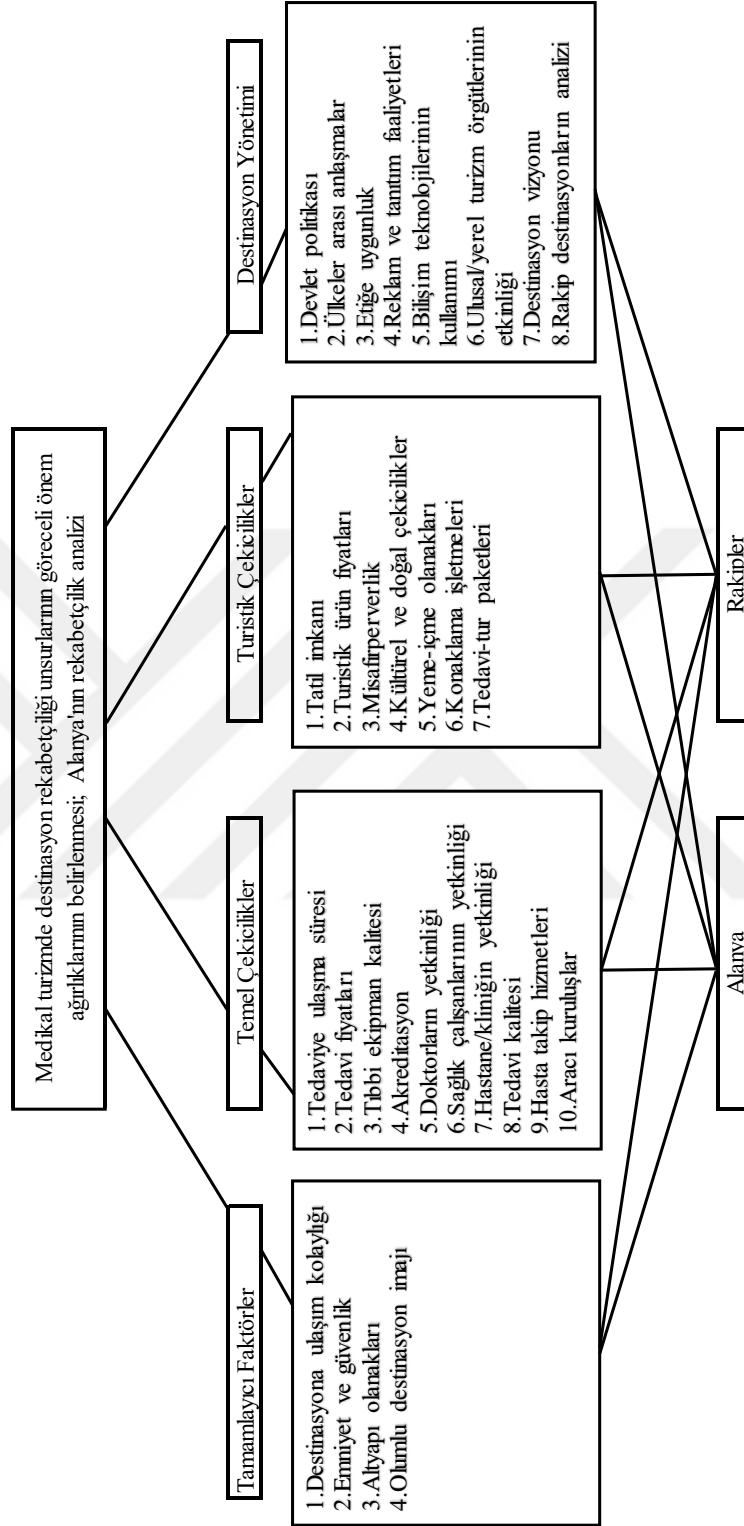 Medikal turizmde destinasyon rekabetçiliği unsurlarının göreceli önem
ağırlıklarının belirlenmesi; Alanya'nın rekabetçilik analizi
Tamamlayıcı Faktörler
Temel Çekicilikler
Turistik Çekicilikler
Destinasyon Yönetimi
1.Destinasyona ulaşım kolaylığı
2.Emniyet ve güvenlik
3.Altyapı olanakları
4.Olumlu destinasyon imajı
1.Tedaviye ulaşma süresi
2.Tedavi fiyatları
3.Tıbbi ekipman kalitesi
4.Akreditasyon
5.Doktorların yetkinliği
6.Sağlık çalışanlarının yetkinliği
7.Hastane/kliniğin yetkinliği
8.Tedavi kalitesi
9.Hasta takip hizmetleri
10.Aracı kuruluşlar
1.Tatil imkanı
2.Turistik ürün fiyatları
3.Misafirperverlik
4.Kültürel ve doğal çekicilikler
5.Yeme-içme olanakları
6.Konaklama işletmeleri
7.Tedavi-tur paketleri
1.Devlet politikası
2.Ülkeler arası anlaşmalar
3.Etiğe uygunluk
4.Reklam ve tanıtım faaliyetleri
5.Bilişim teknolojilerinin
kullanımı
6.Ulusal/yerel turizm örgütlerinin
etkinliği
7.Destinasyon vizyonu
8.Rakip destinasyonların analizi
Alanya
Rakipler